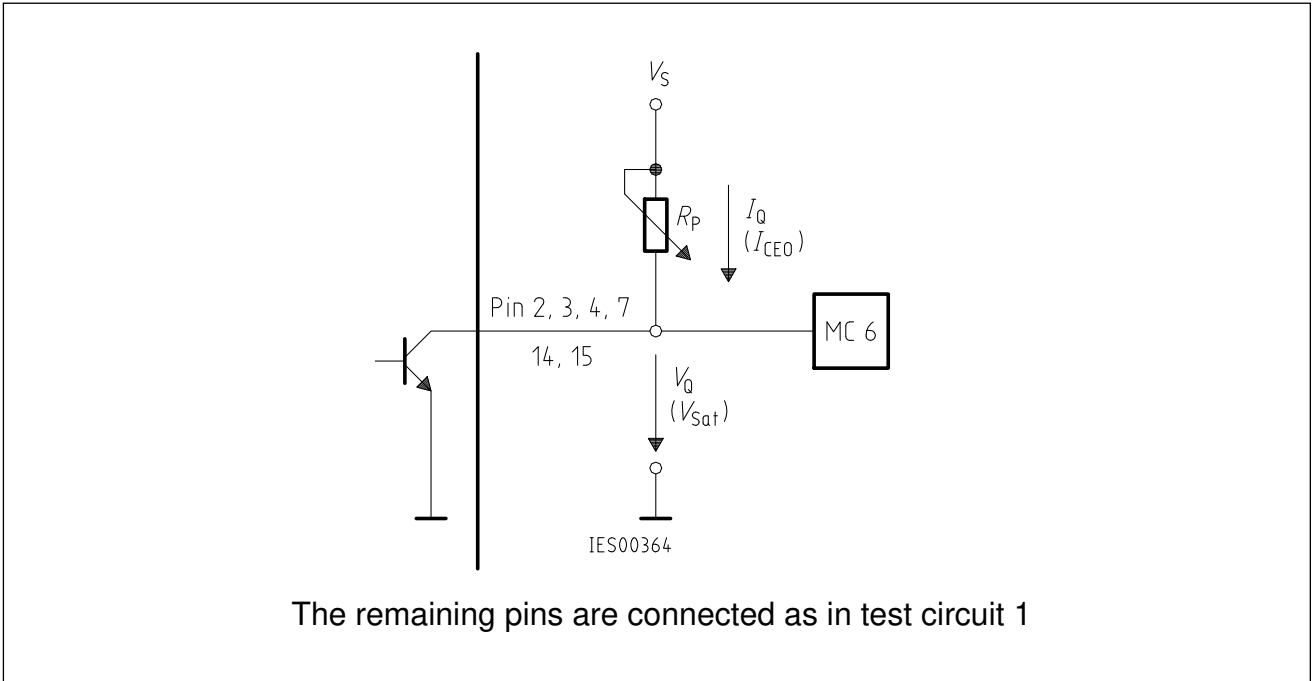 VS
RP
IQ
(ICEO)
Pin 2, 3, 4, 7
14, 15
MC 6
VQ
(VSat)
IES00364
The remaining pins are connected as in test circuit 1